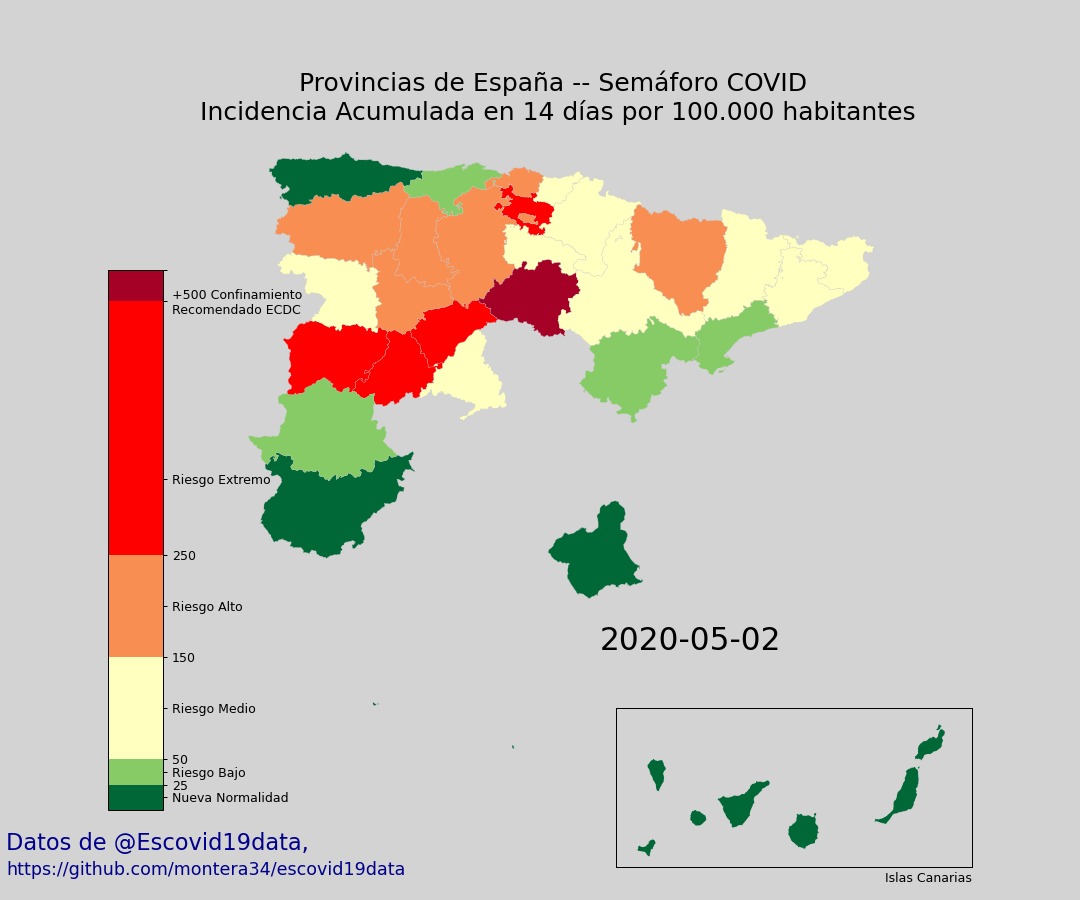 Provincias de España -- Semáforo COVID
Incidencia Acumulada en 14 días por 100.000 habitantes
+500 Confinamiento
Recomendado ECDC
Riesgo Extremo
250
Riesgo Alto
150
Riesgo Medio
50
Riesgo Bajo
25
Nueva Normalidad
2020-05-02
Islas Canarias
Datos de @Escovid19data,
https://github.com/montera34/escovid19data